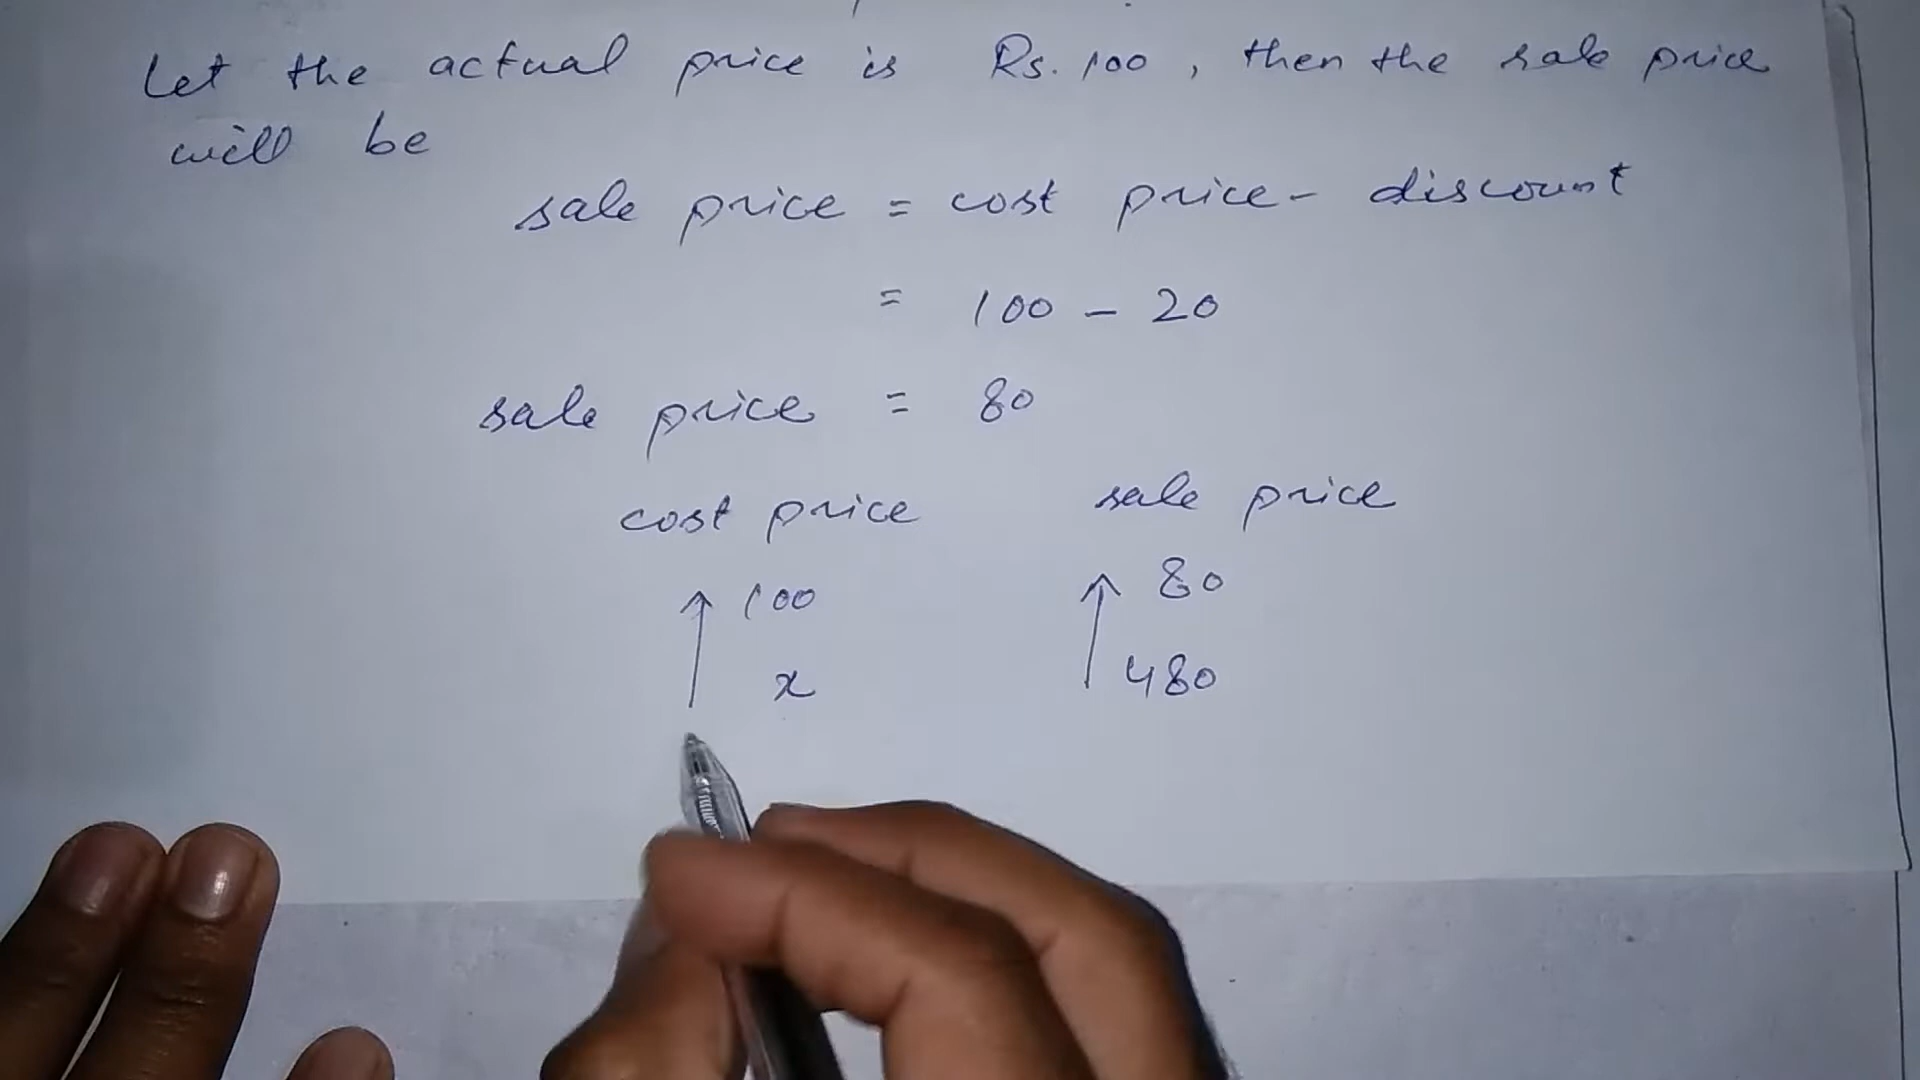 Let the actual price is Rs. 100, then the sale price
will be
sale price = cost price - discount
= 100 - 20
sale price = 80
cost price sale price
↑ 100 ↑ 80
x 480